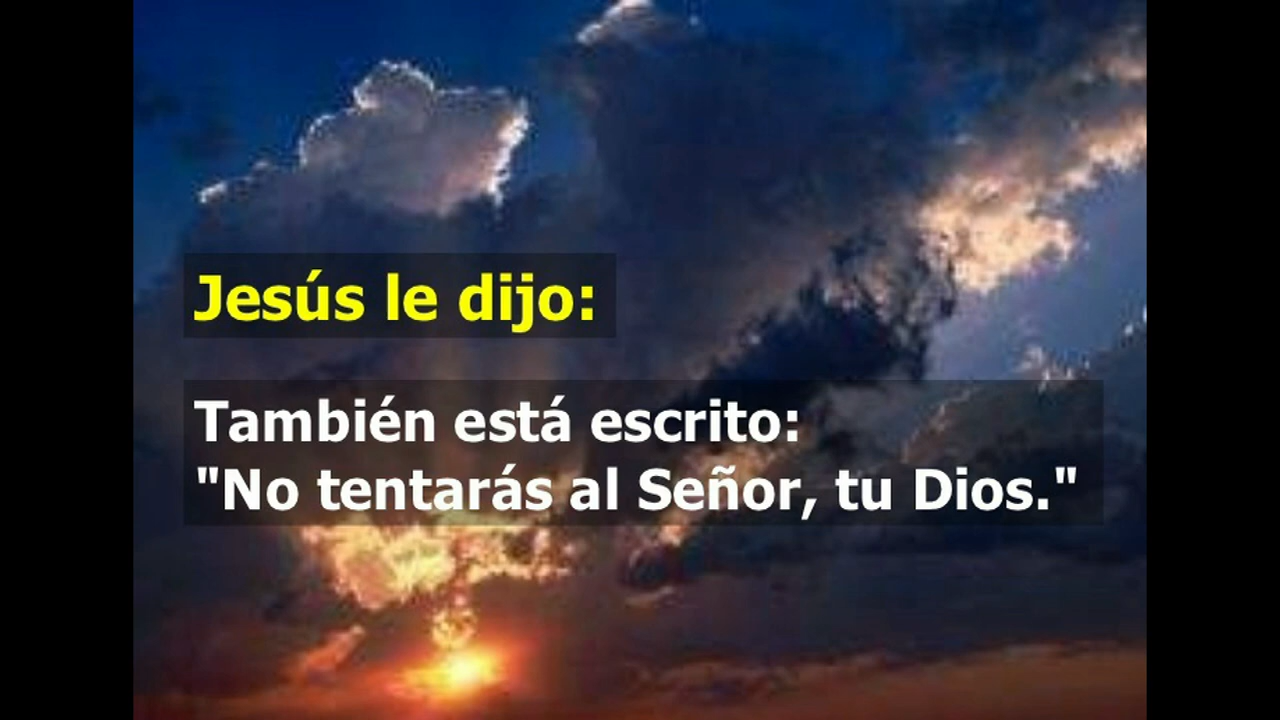 Jesús le dijo:
También está escrito:
"No tentarás al Señor, tu Dios."